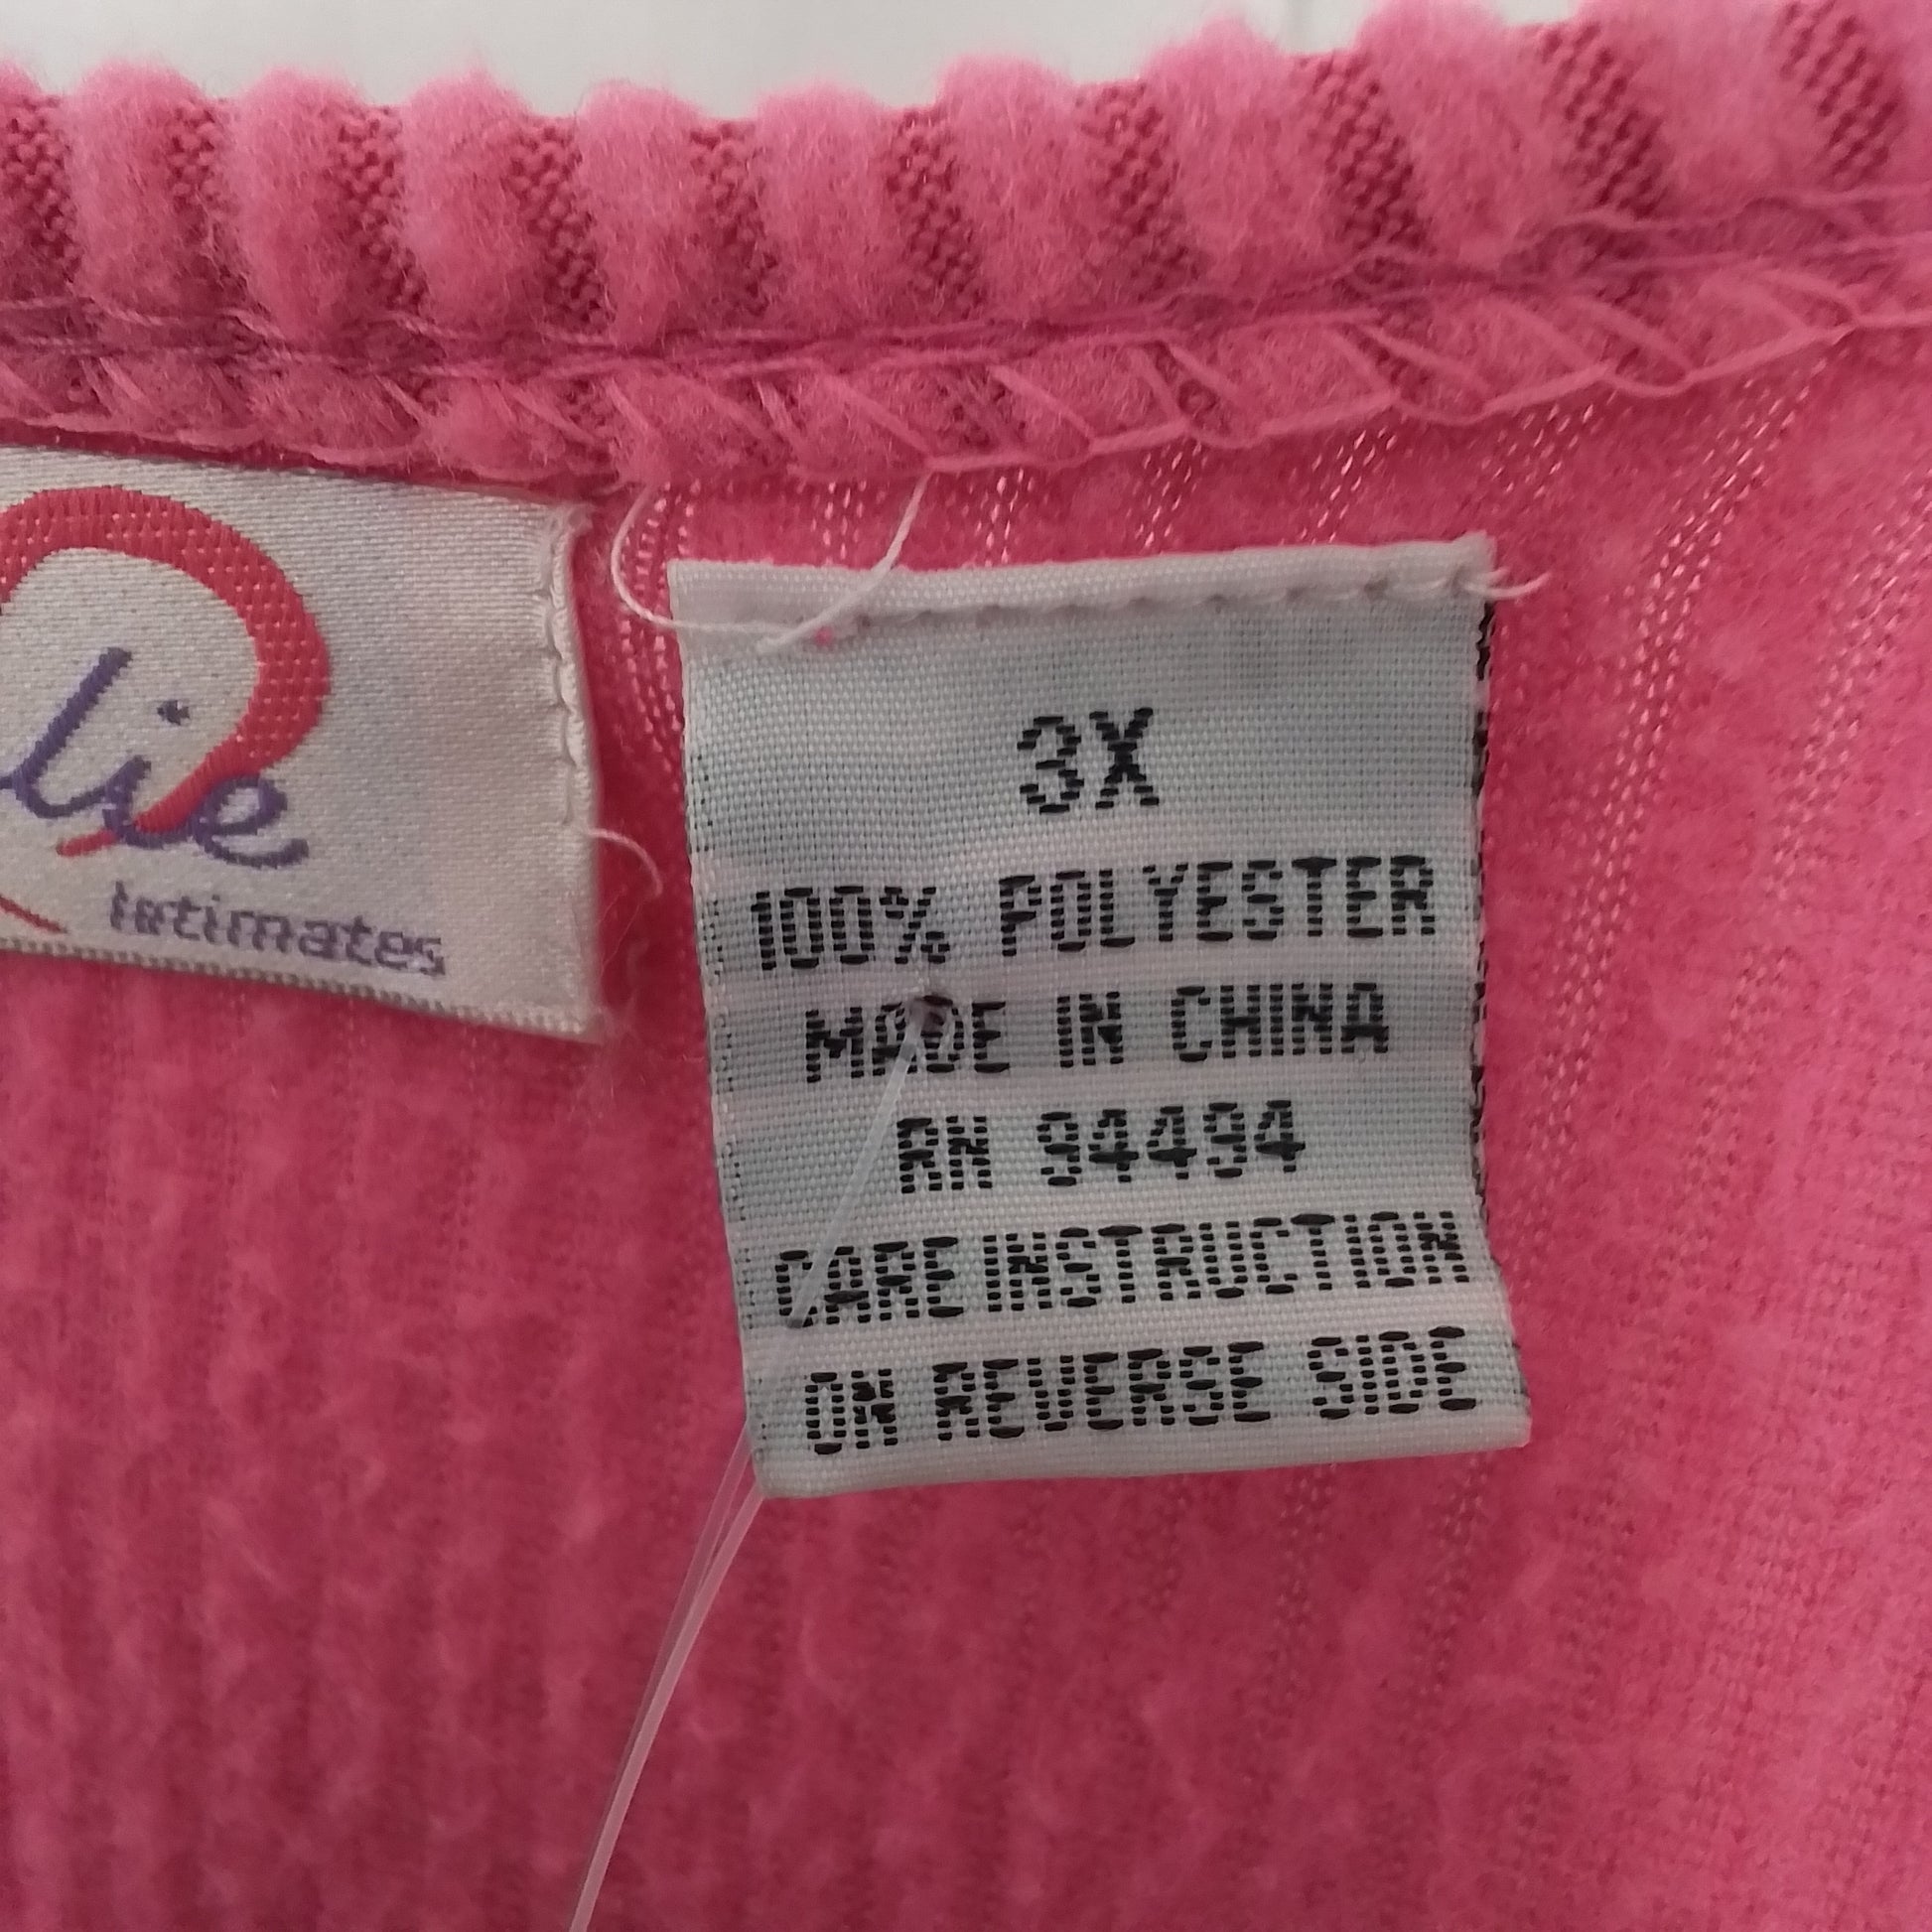 lie
Intimates
3X
100% POLYESTER
MADE IN CHINA
RN 94494
CARE INSTRUCTION
ON REVERSE SIDE